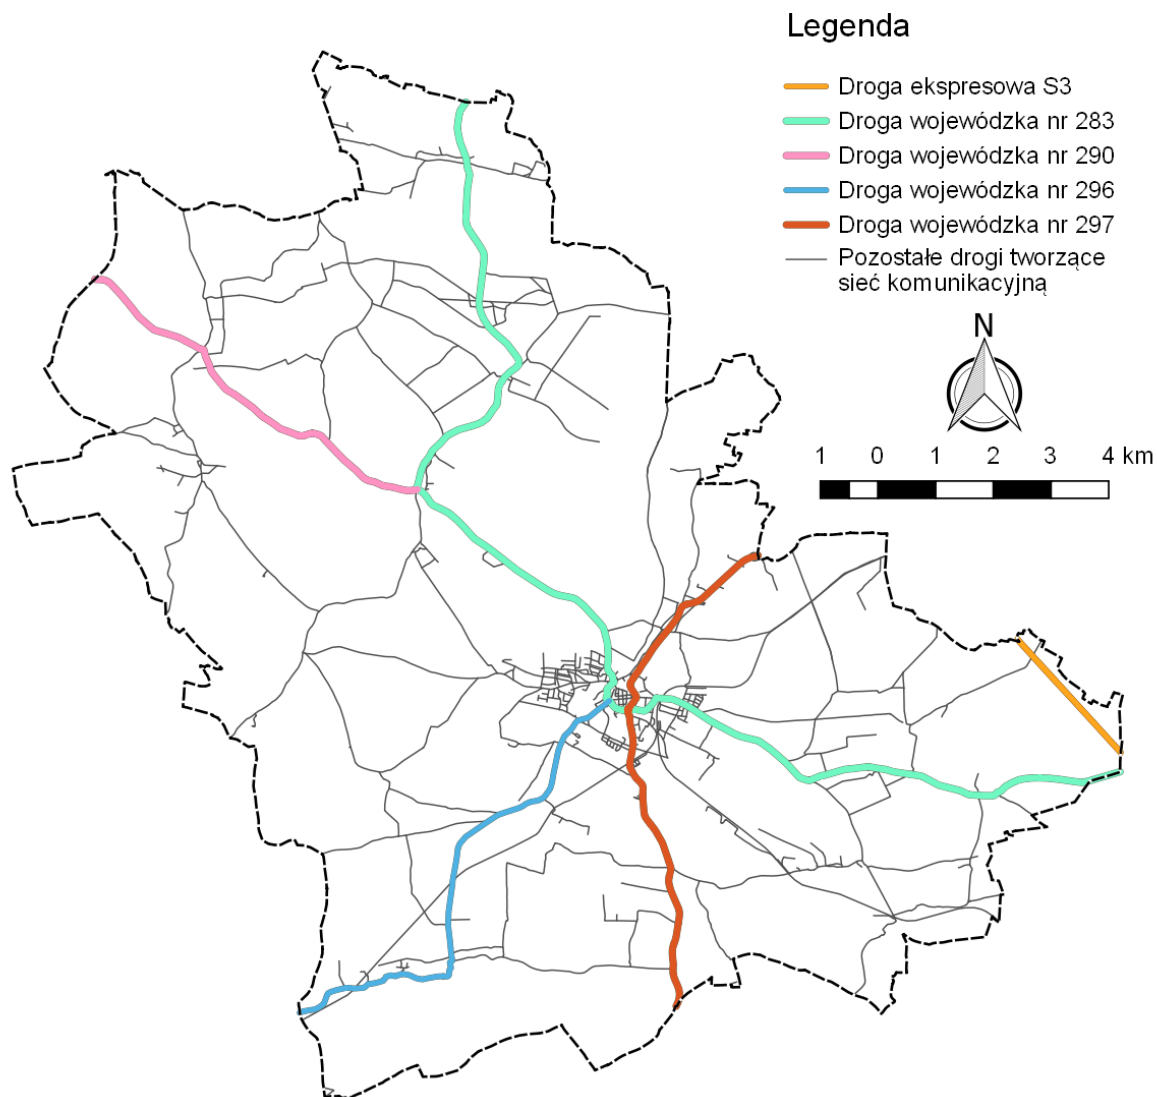 Legenda
Droga ekspresowa S3
Droga wojewódzka nr 283
Droga wojewódzka nr 290
Droga wojewódzka nr 296
Droga wojewódzka nr 297
Pozostałe drogi tworzące
sieć komunikacyjną
N
1 0 1 2 3 4 km